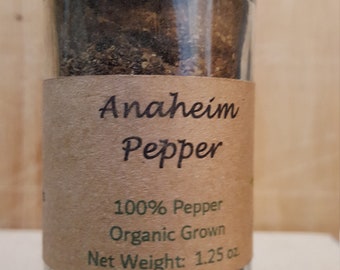 Anaheim
Pepper
100% Pepper
Organic Grown
Net Weight: 1.25 oz.